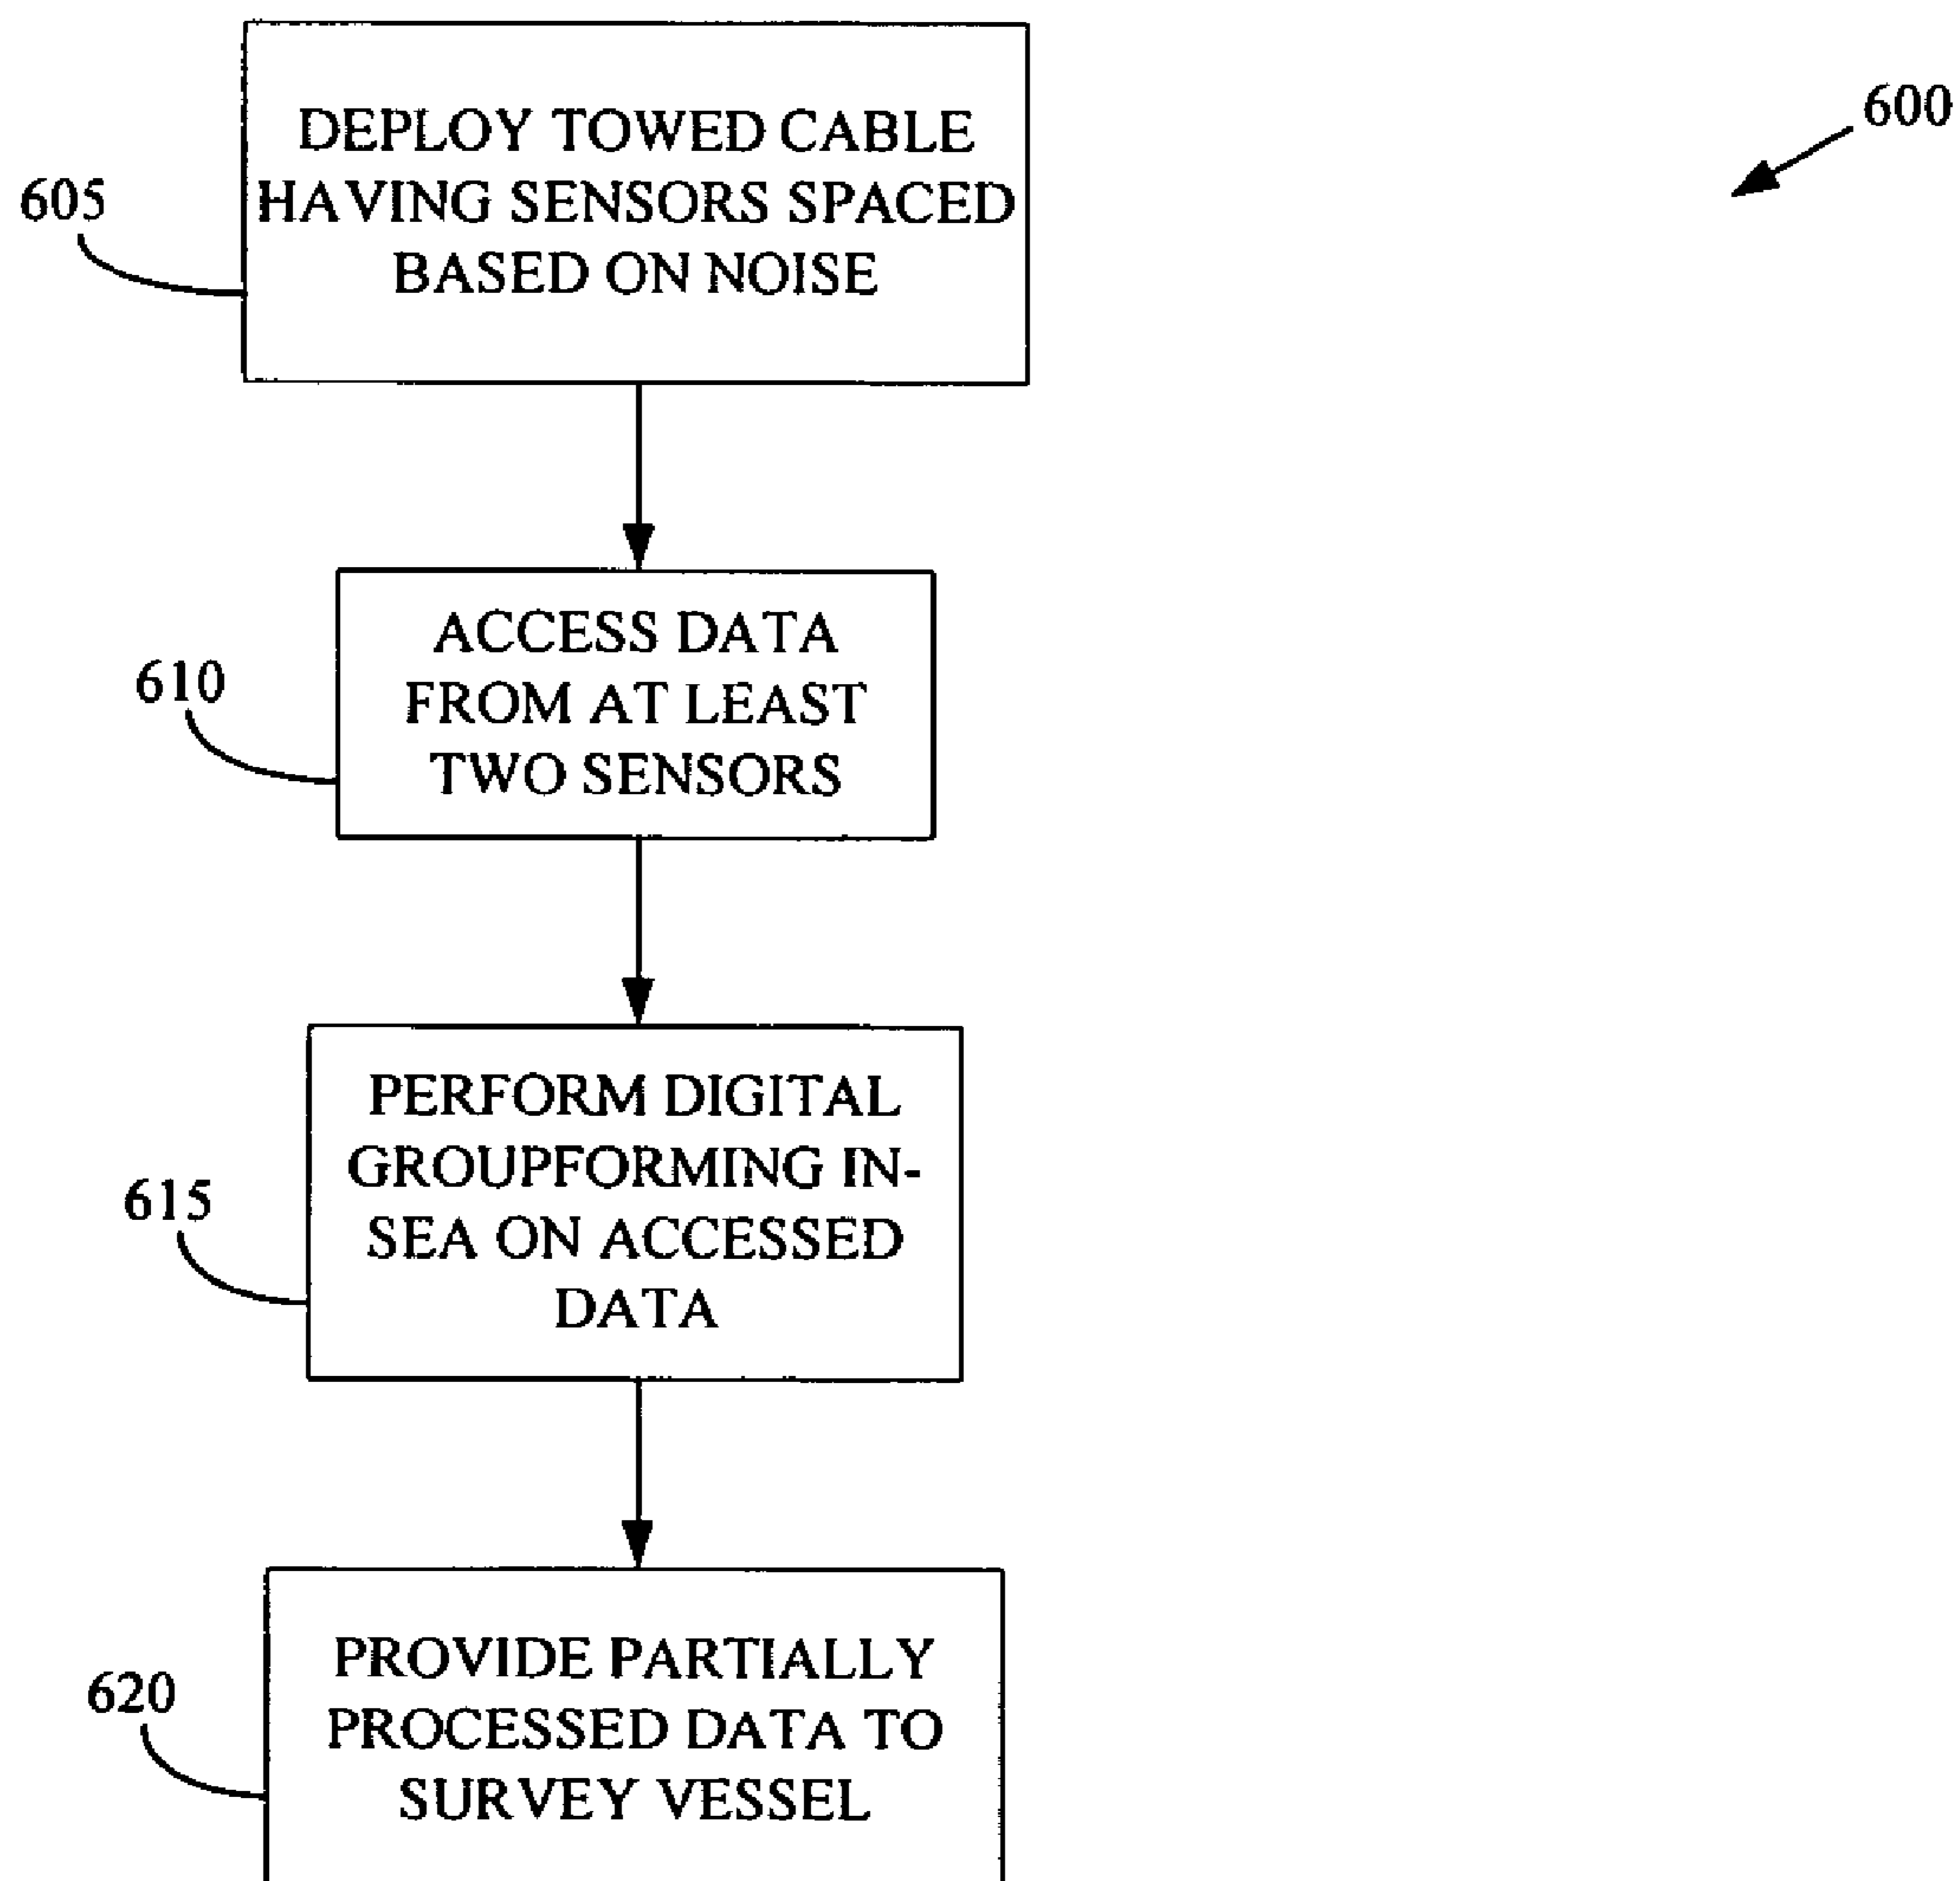 600
DEPLOY TOWED CABLE
HAVING SENSORS SPACED
BASED ON NOISE
605
ACCESS DATA
FROM AT LEAST
TWO SENSORS
610
PERFORM DIGITAL
GROUPFORMING IN-
SEA ON ACCESSED
DATA
615
PROVIDE PARTIALLY
PROCESSED DATA TO
SURVEY VESSEL
620